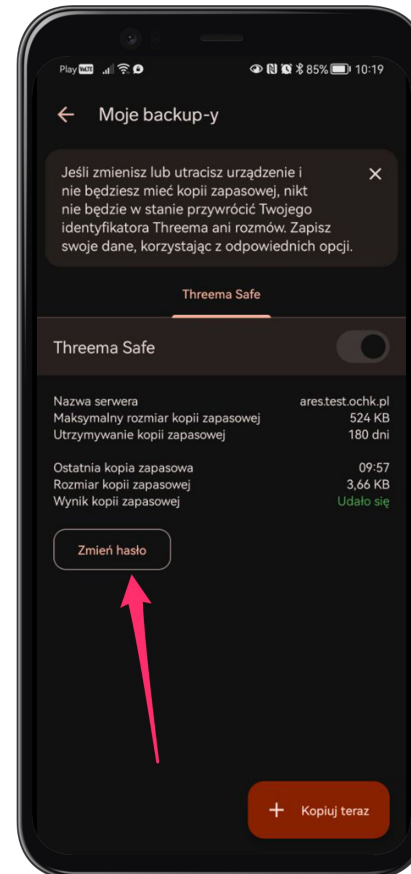 Play VoLTE 85% 10:19
Moje backup-y
Jeśli zmienisz lub utracisz urządzenie i
nie będziesz mieć kopii zapasowej, nikt
nie będzie w stanie przywrócić Twojego
identyfikatora Threema ani rozmów. Zapisz
swoje dane, korzystając z odpowiednich opcji.
Threema Safe
Threema Safe
Nazwa serwera ares.test.ochk.pl
Maksymalny rozmiar kopii zapasowej 524 KB
Utrzymywanie kopii zapasowej 180 dni
Ostatnia kopia zapasowa 09:57
Rozmiar kopii zapasowej 3,66 KB
Wynik kopii zapasowej Udało się
Zmień hasło
+ Kopiuj teraz